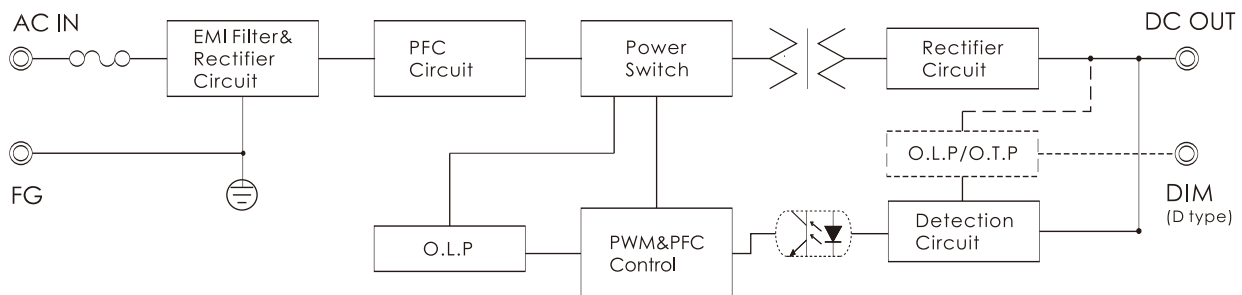 AC IN
EMI Filter&
Rectifier
Circuit
PFC
Circuit
Power
Switch
Rectifier
Circuit
DC OUT
FG
O.L.P/O.T.P
DIM
(D type)
O.L.P
PWM&PFC
Control
Detection
Circuit